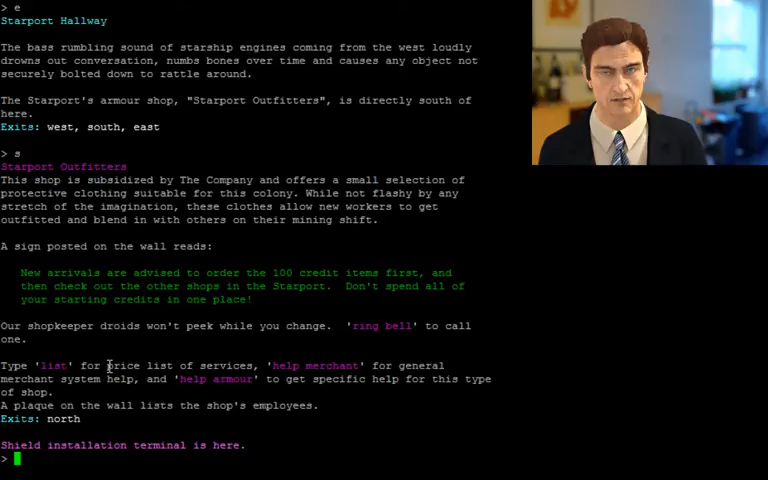 > e
Starport Hallway
The bass rumbling sound of starship engines coming from the west loudly
drowns out conversation, numbs bones over time and causes any object not
securely bolted down to rattle around.
The Starport's armour shop, "Starport Outfitters", is directly south of
here.
Exits: west, south, east
> s
Starport Outfitters
This shop is subsidized by The Company and offers a small selection of
protective clothing suitable for this colony. While not flashy by any
stretch of the imagination, these clothes allow new workers to get
outfitted and blend in with others on their mining shift.
A sign posted on the wall reads:
New arrivals are advised to order the 100 credit items first, and
then check out the other shops in the Starport. Don't spend all of
your starting credits in one place!
Our shopkeeper droids won't peek while you change. 'ring bell' to call
one.
Type 'list' for price list of services, 'help merchant' for general
merchant system help, and 'help armour' to get specific help for this type
of shop.
A plaque on the wall lists the shop's employees.
Exits: north
Shield installation terminal is here.
>